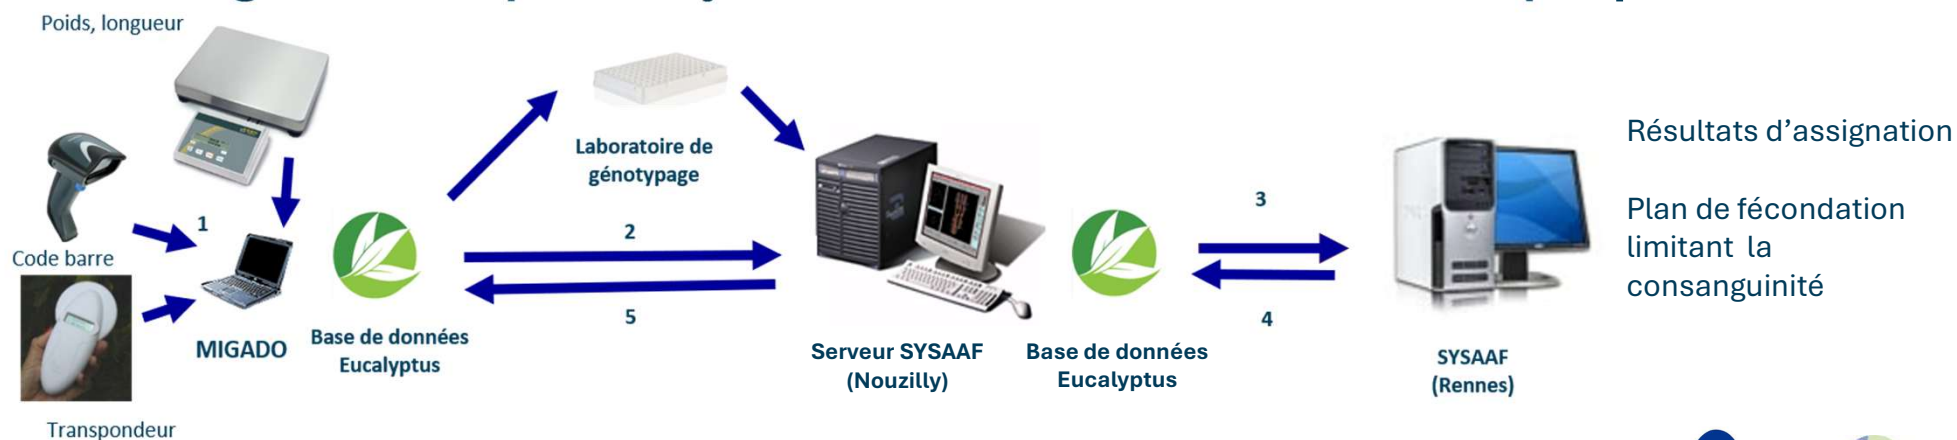 Poids, longueur
Code barre
Transpondeur
1
MIGADO
Base de données
Eucalyptus
Laboratoire de
génotypage
2
5
Serveur SYSAAF
(Nouzilly)
Base de données
Eucalyptus
3
4
SYSAAF
(Rennes)
Résultats d’assignation
Plan de fécondation
limitant la
consanguinité